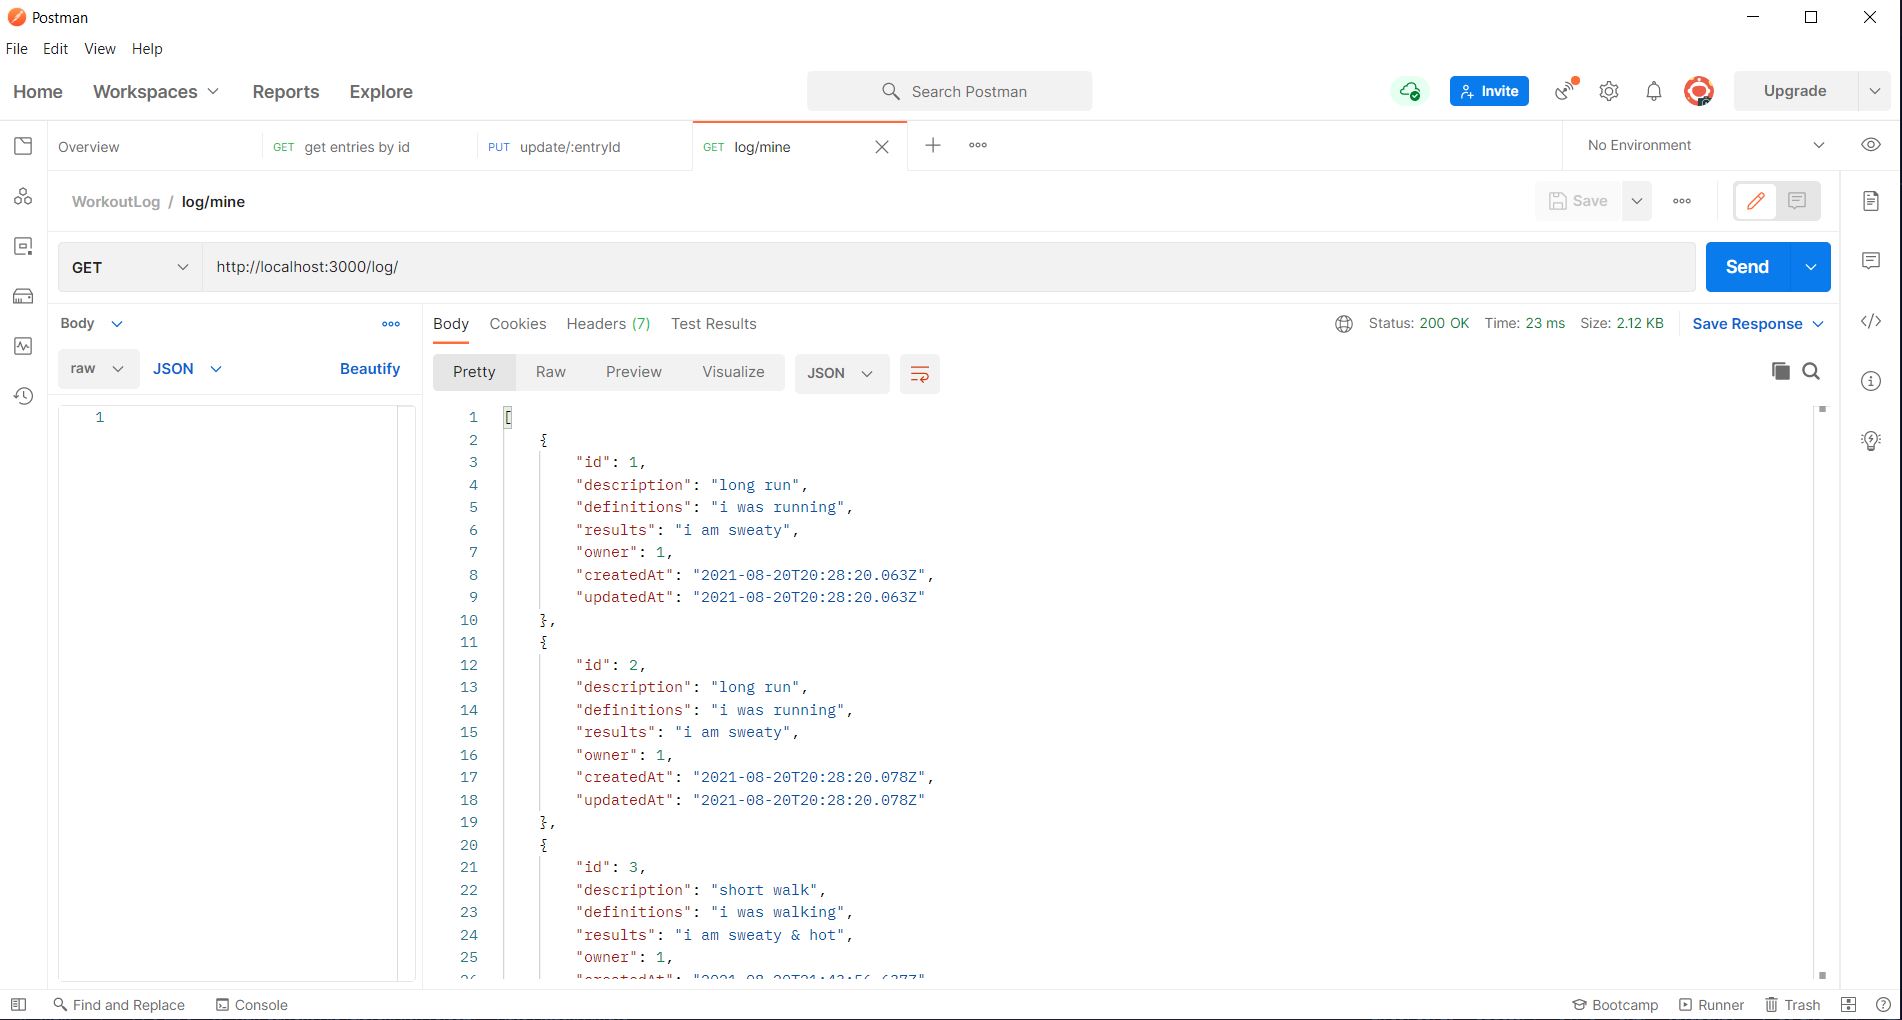 Postman
File Edit View Help
Home Workspaces Reports Explore Search Postman Invite Upgrade
Overview GET get entries by id PUT update/:entryId GET log/mine No Environment
WorkoutLog / log/mine Save
GET http://localhost:3000/log/ Send
Body Body Cookies Headers (7) Test Results Status: 200 OK Time: 23 ms Size: 2.12 KB Save Response
raw JSON Beautify Pretty Raw Preview Visualize JSON
1
1 [
2 {
3 "id": 1,
4 "description": "long run",
5 "definitions": "i was running",
6 "results": "i am sweaty",
7 "owner": 1,
8 "createdAt": "2021-08-20T20:28:20.063Z",
9 "updatedAt": "2021-08-20T20:28:20.063Z"
10 },
11 {
12 "id": 2,
13 "description": "long run",
14 "definitions": "i was running",
15 "results": "i am sweaty",
16 "owner": 1,
17 "createdAt": "2021-08-20T20:28:20.078Z",
18 "updatedAt": "2021-08-20T20:28:20.078Z"
19 },
20 {
21 "id": 3,
22 "description": "short walk",
23 "definitions": "i was walking",
24 "results": "i am sweaty & hot",
25 "owner": 1,
Find and Replace Console Bootcamp Runner Trash